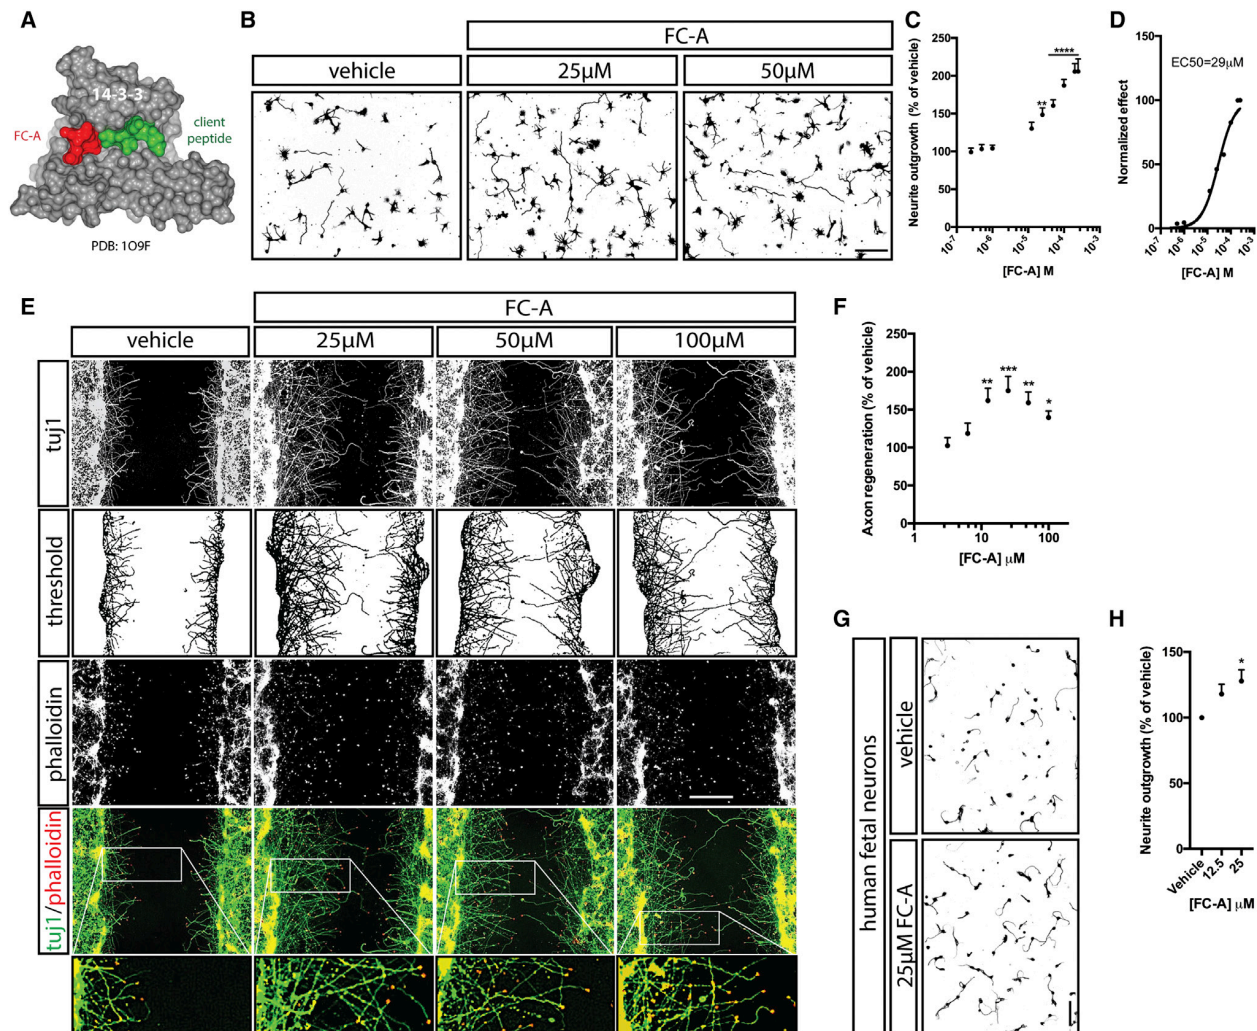 A
14-3-3
FC-A
client
peptide
PDB: 1O9F
B
FC-A
vehicle
25μM
50μM
C
Neurite outgrowth (% of vehicle)
250
200
150
100
50
0
**
****
10-7
10-6
10-5
10-4
10-3
[FC-A] M
D
Normalized effect
150
100
50
0
EC50=29μM
10-7
10-6
10-5
10-4
10-3
[FC-A] M
E
FC-A
vehicle
25μM
50μM
100μM
tuj1
threshold
phalloidin
tuj1/phalloidin
F
Axon regeneration (% of vehicle)
250
200
150
100
50
0
**
***
**
*
1
10
100
[FC-A] μM
G
human fetal neurons
vehicle
25μM FC-A
H
Neurite outgrowth (% of vehicle)
150
100
50
0
*
Vehicle
12.5
25
[FC-A] μM